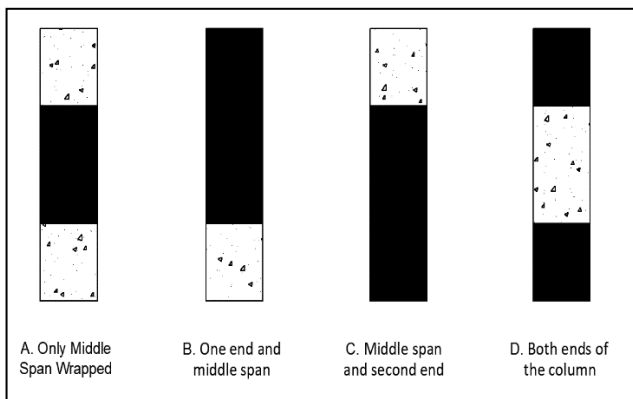 A. Only Middle
Span Wrapped
B. One end and
middle span
C. Middle span
and second end
D. Both ends of
the column